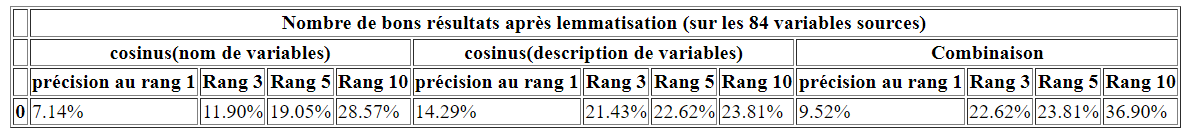 Nombre de bons résultats après lemmatisation (sur les 84 variables sources)
cosinus(nom de variables) cosinus(description de variables) Combinaison
précision au rang 1 Rang 3 Rang 5 Rang 10 précision au rang 1 Rang 3 Rang 5 Rang 10 précision au rang 1 Rang 3 Rang 5 Rang 10
0 7.14% 11.90% 19.05% 28.57% 14.29% 21.43% 22.62% 23.81% 9.52% 22.62% 23.81% 36.90%